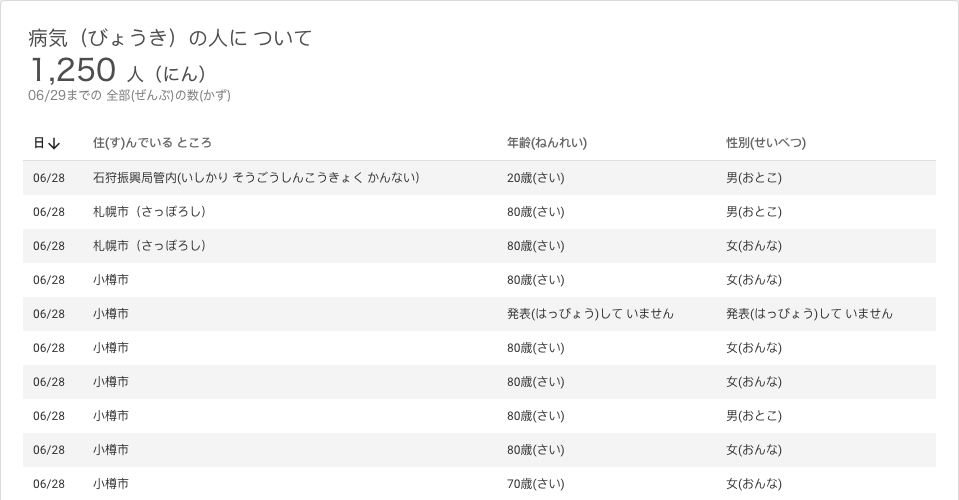 病気（びょうき）の人に ついて
1,250 人（にん）
06/29までの 全部(ぜんぶ)の数(かず)
日↓ 住(す)んでいる ところ 年齢(ねんれい) 性別(せいべつ)
06/28 石狩振興局管内(いしかり そうごうしんこうきょく かんない) 20歳(さい) 男(おとこ)
06/28 札幌市（さっぽろし） 80歳(さい) 男(おとこ)
06/28 札幌市（さっぽろし） 80歳(さい) 女(おんな)
06/28 小樽市 80歳(さい) 女(おんな)
06/28 小樽市 発表(はっぴょう)して いません 発表(はっぴょう)して いません
06/28 小樽市 80歳(さい) 女(おんな)
06/28 小樽市 80歳(さい) 女(おんな)
06/28 小樽市 80歳(さい) 男(おとこ)
06/28 小樽市 80歳(さい) 女(おんな)
06/28 小樽市 70歳(さい) 女(おんな)